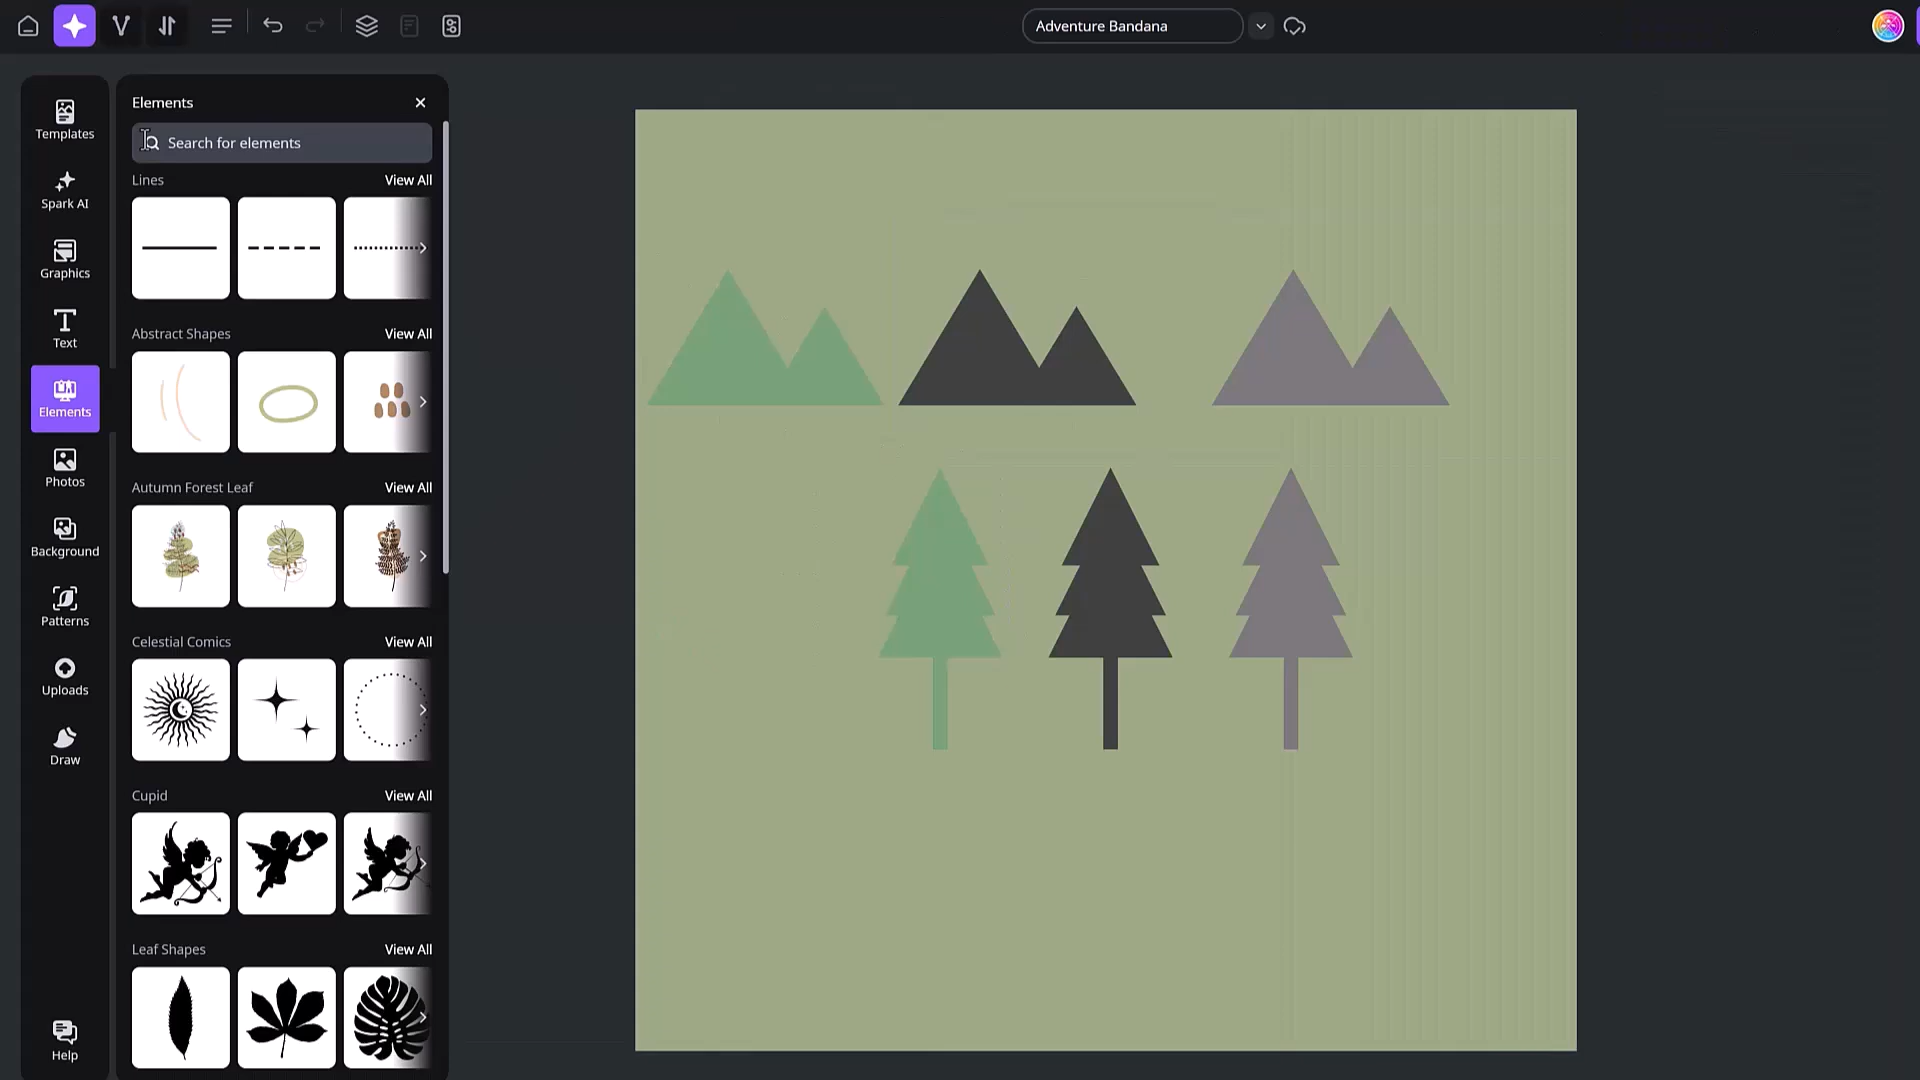 Adventure Bandana
Templates
Spark AI
Graphics
Text
Elements
Photos
Background
Patterns
Uploads
Draw
Help
Elements
Search for elements
Lines View All
Abstract Shapes View All
Autumn Forest Leaf View All
Celestial Comics View All
Cupid View All
Leaf Shapes View All